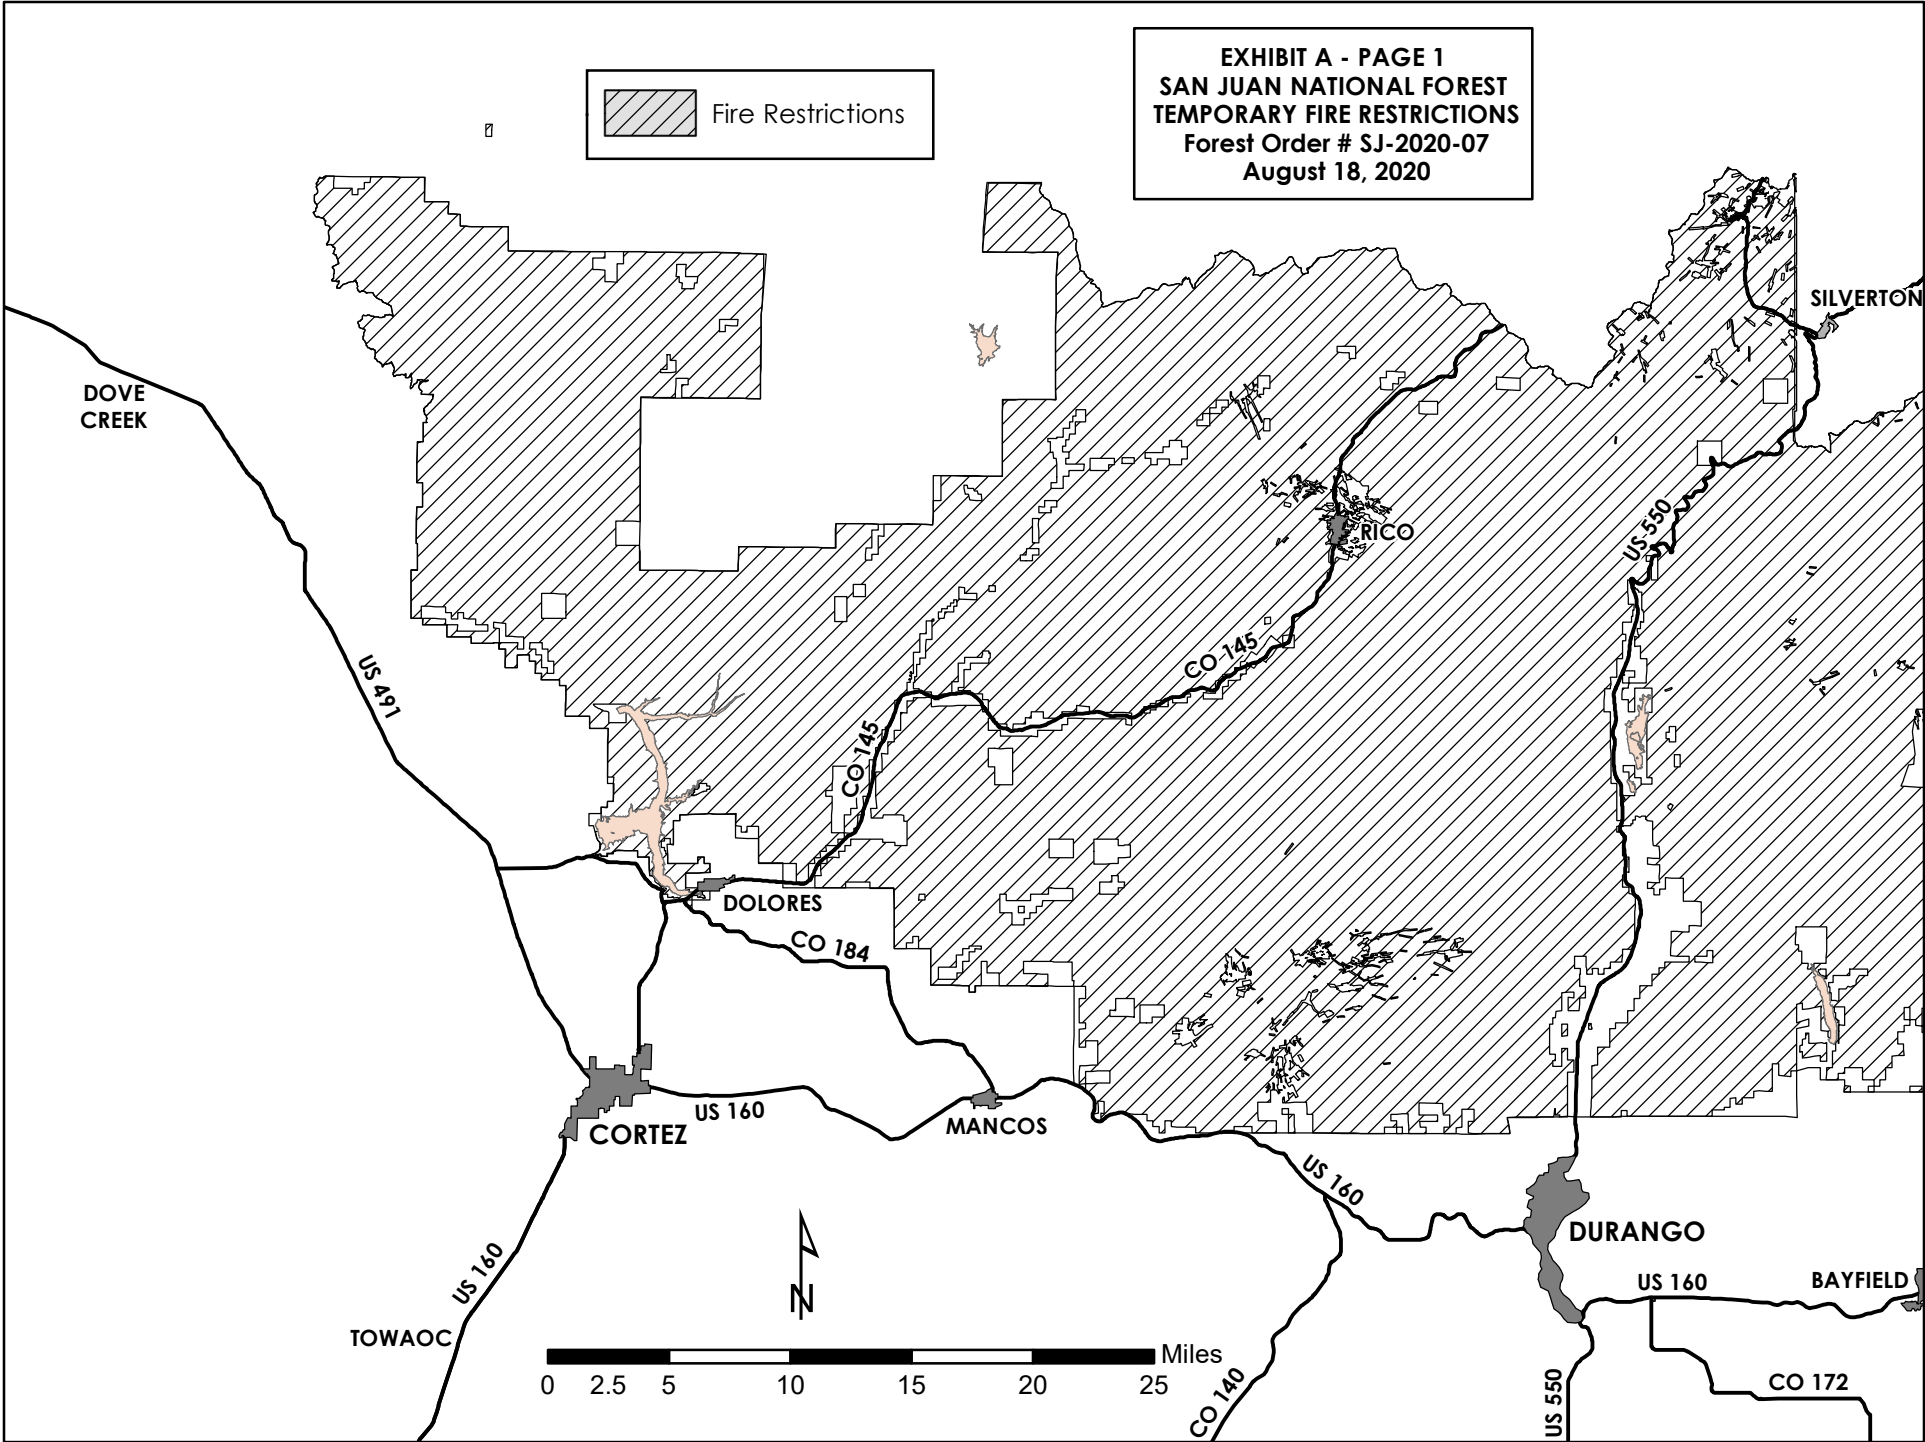 EXHIBIT A - PAGE 1
SAN JUAN NATIONAL FOREST
TEMPORARY FIRE RESTRICTIONS
Forest Order # SJ-2020-07
August 18, 2020
Fire Restrictions
SILVERTON
DOVE
CREEK
RICO
US 550
US 491
CO 145
CO 145
DOLORES
CO 184
US 160
MANCOS
CORTEZ
US 160
DURANGO
US 160
TOWAOC
N
US 160
BAYFIELD
Miles
0 2.5 5 10 15 20 25
CO 140
US 550
CO 172